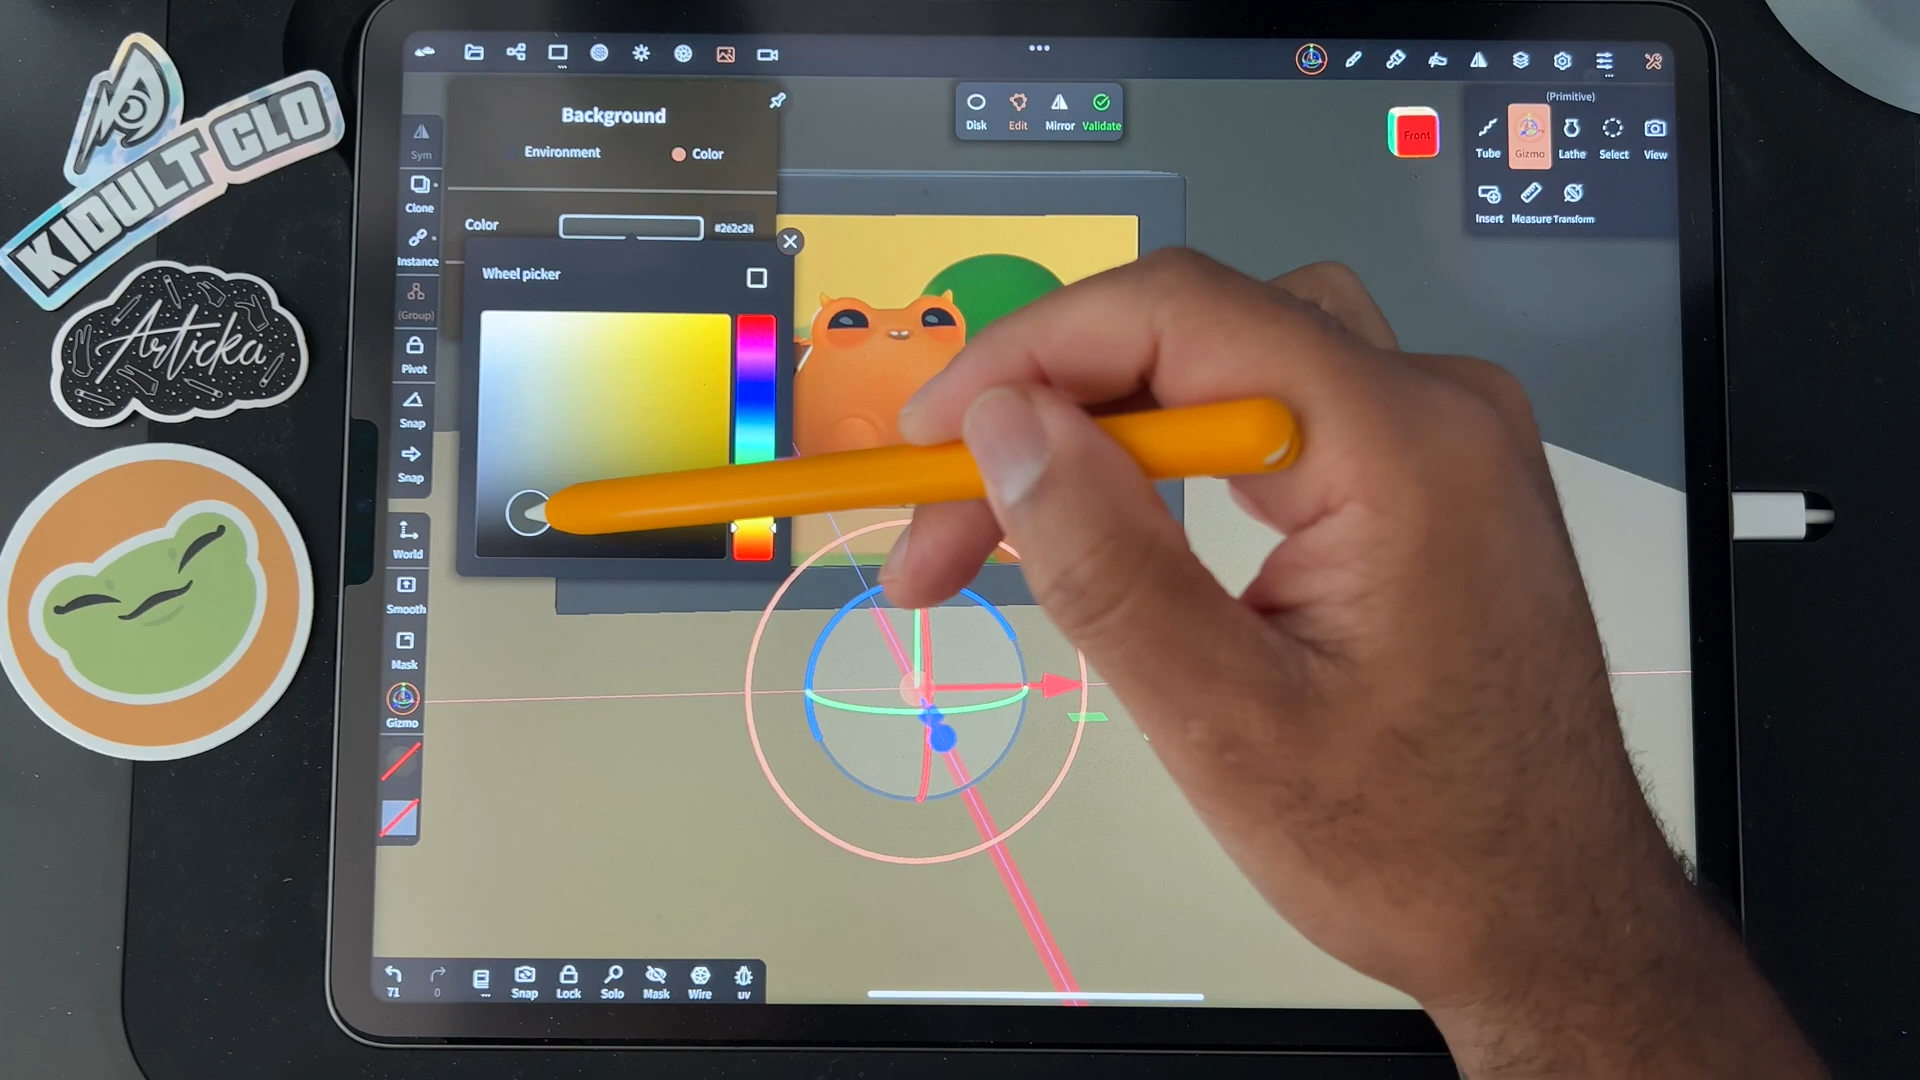 KIDULT CLO
Articka
Background
Environment
Color
Color
#2e2c24
Wheel picker
Disk
Edit
Mirror
Validate
Front
(Primitive)
Tube
Gizmo
Lathe
Select
View
Insert
Measure
Transform
Sym
Clone
Instance
(Group)
Pivot
Snap
Snap
World
Smooth
Mask
Gizmo
71
0
Snap
Lock
Solo
Mask
Wire
uv